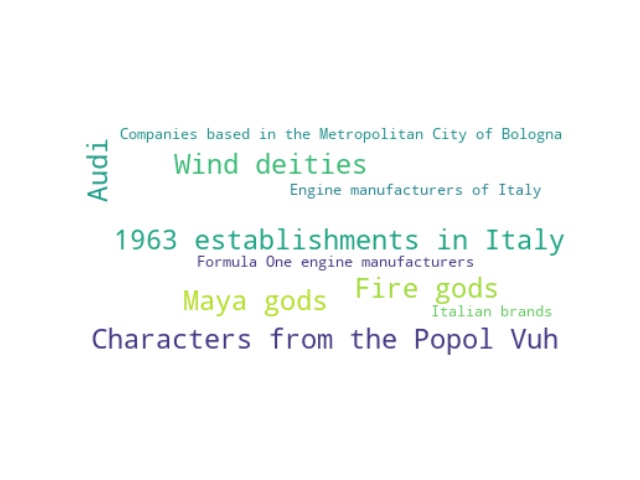 Companies based in the Metropolitan City of Bologna
Audi
Wind deities
Engine manufacturers of Italy
1963 establishments in Italy
Formula One engine manufacturers
Fire gods
Maya gods
Italian brands
Characters from the Popol Vuh